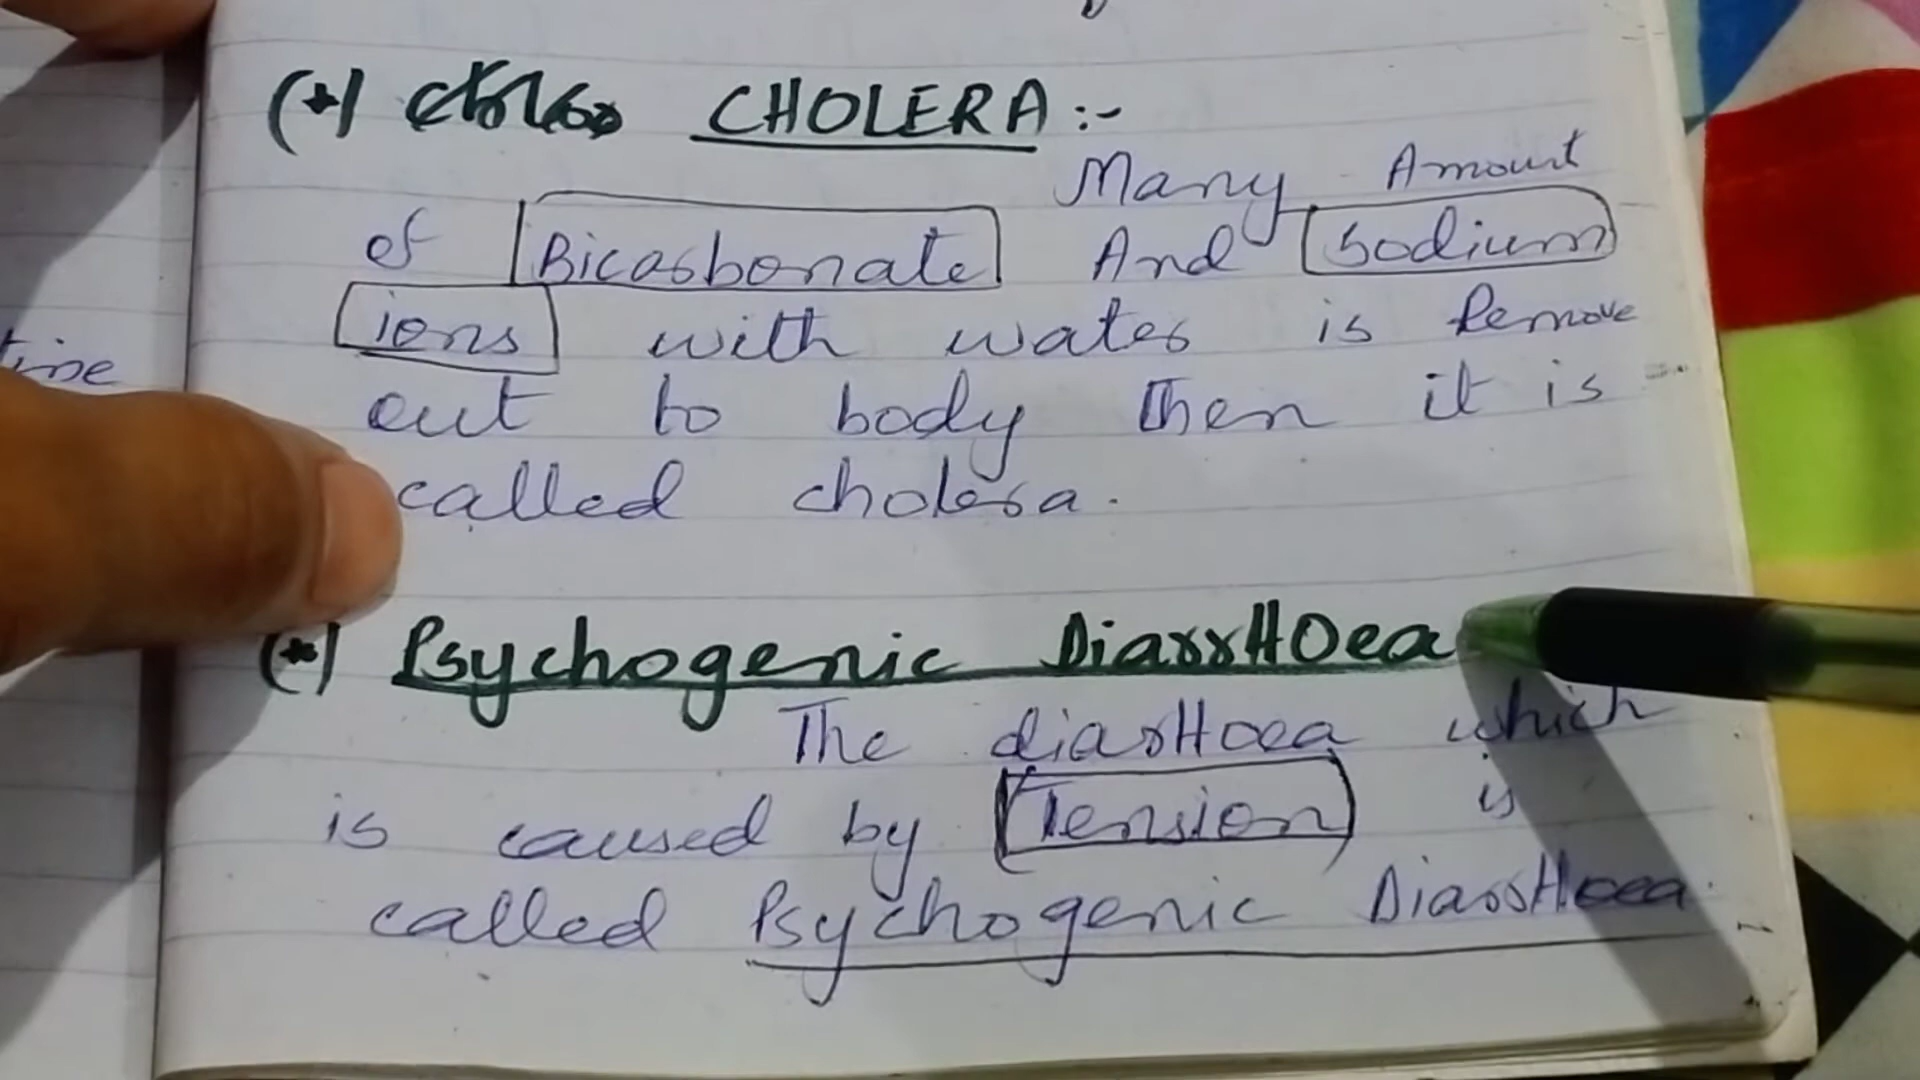 (*) CHOLERA :-
Many Amount
of Bicarbonate And Sodium
ions with water is Remove
out to body Then it is
called cholera.
(*) Psychogenic DiarrHOea
The diarHoea which
is caused by Tension is
called Psychogenic DiarrHoea.